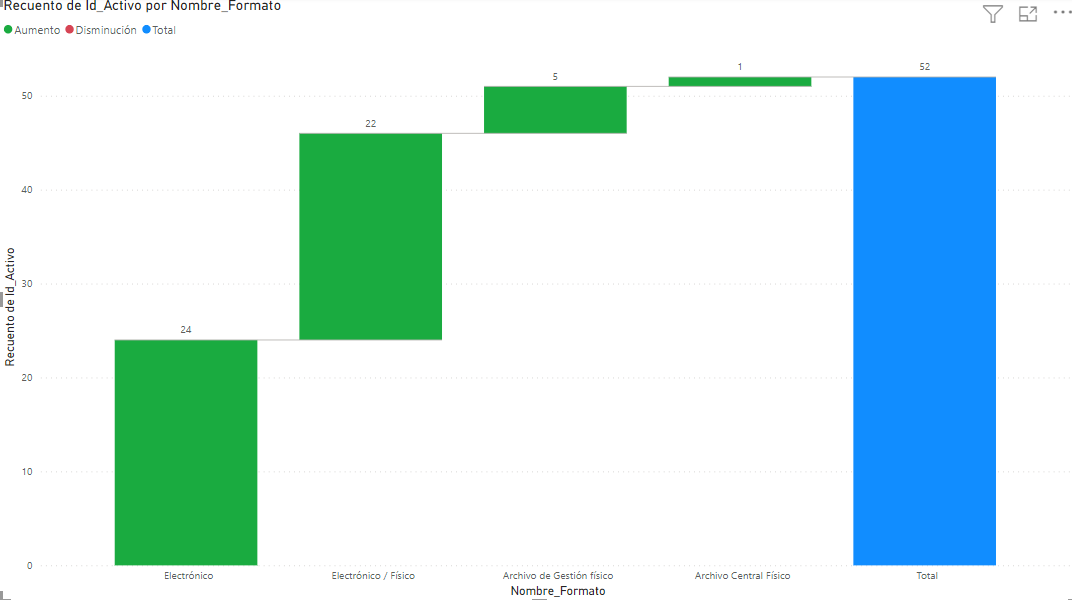 Recuento de Id_Activo por Nombre_Formato
Aumento Disminución Total
1 52
5
50
22
40
30
24
20
10
0
Recuento de Id_Activo
Electrónico Electrónico / Físico Archivo de Gestión físico Archivo Central Físico Total
Nombre_Formato